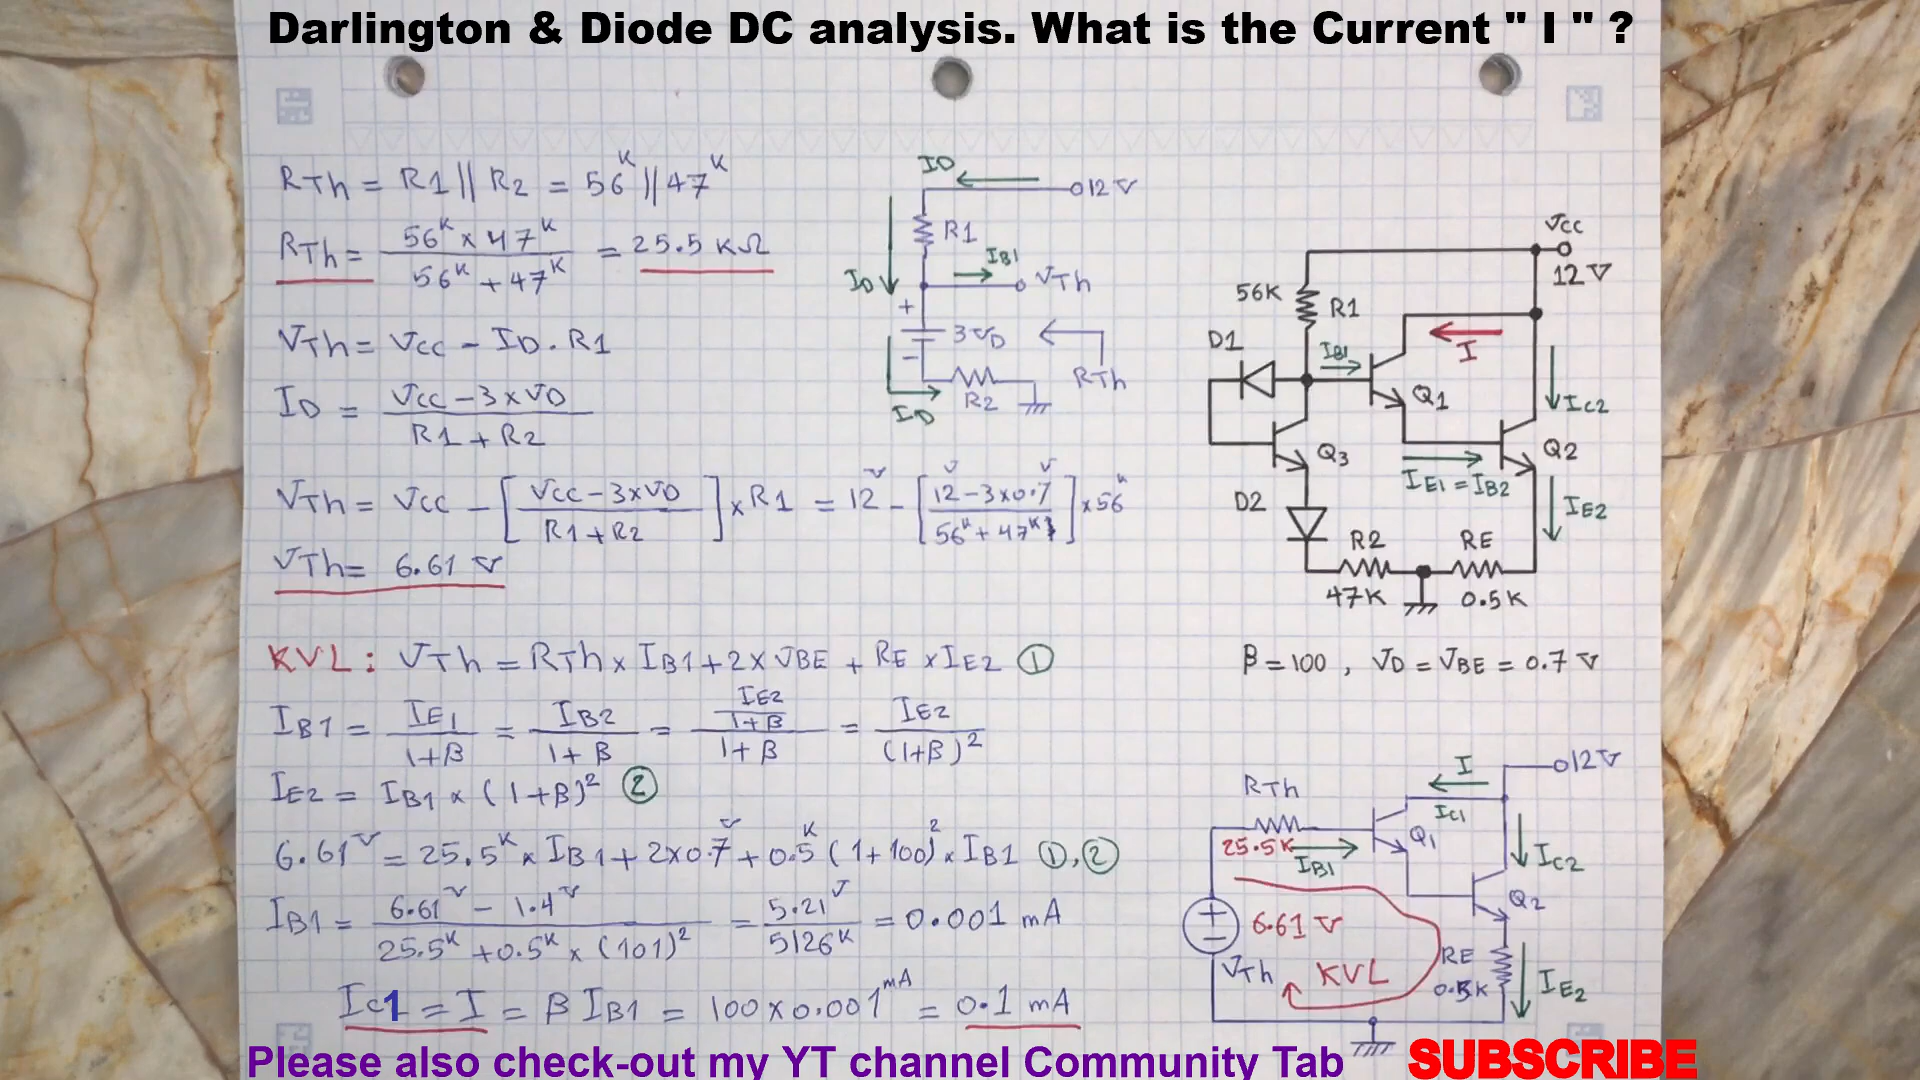 Darlington & Diode DC analysis. What is the Current " I " ?
RTh = R1 || R2 = 56K || 47K
RTh = 56K x 47K / 56K + 47K = 25.5 KΩ
VTh = VCC - ID . R1
ID = VCC - 3 x VD / R1 + R2
VTh = VCC - [ VCC - 3xVD / R1 + R2 ] x R1 = 12V - [ 12V - 3x0.7V / 56K + 47K ] x 56K
VTh = 6.61 V
KVL: VTh = RTh x IB1 + 2 x VBE + RE x IE2 ①
IB1 = IE1 / 1+β = IB2 / 1+β = IE2 / 1+β / 1+β = IE2 / (1+β)²
IE2 = IB1 x (1+β)² ②
6.61V = 25.5K x IB1 + 2x0.7V + 0.5K (1+100)² x IB1 ①,②
IB1 = 6.61V - 1.4V / 25.5K + 0.5K x (101)² = 5.21V / 5126K = 0.001 mA
IC1 = I = β IB1 = 100 x 0.001mA = 0.1 mA
ID
12V
R1
IB1
ID
VTh
+
3VD
-
RTh
R2
ID
VCC
12V
56K
R1
D1
IB1
I
Q1
IC2
Q3
Q2
IE1 = IB2
IE2
D2
R2
RE
47K
0.5K
β = 100 , VD = VBE = 0.7 V
I
12V
RTh
IC1
Q1
25.5K
IB1
IC2
Q2
+
-
6.61 V
VTh
KVL
RE
0.5K
IE2
Please also check-out my YT channel Community Tab
SUBSCRIBE